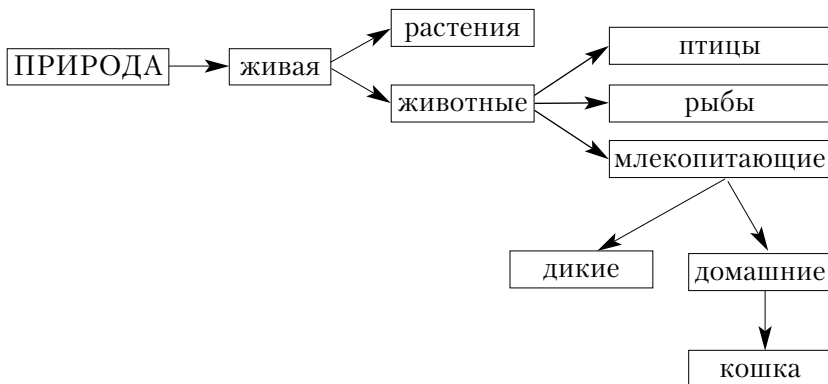 растения
ПРИРОДА
живая
птицы
животные
рыбы
млекопитающие
дикие
домашние
кошка